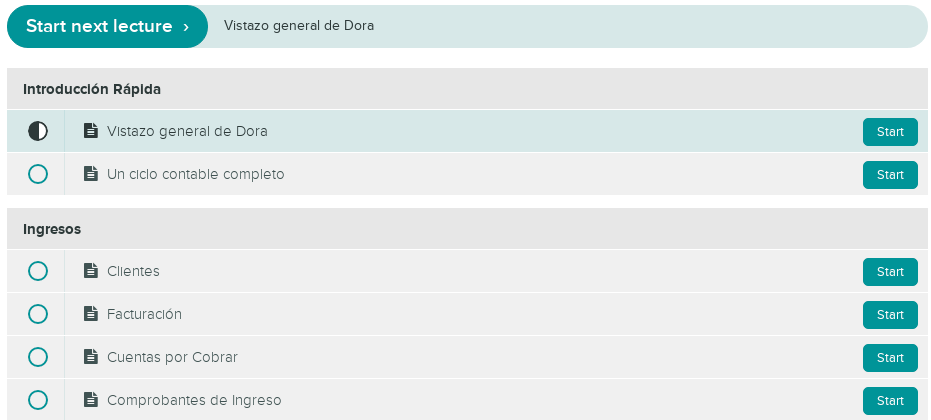 Start next lecture › Vistazo general de Dora
Introducción Rápida
Vistazo general de Dora Start
Un ciclo contable completo Start
Ingresos
Clientes Start
Facturación Start
Cuentas por Cobrar Start
Comprobantes de Ingreso Start